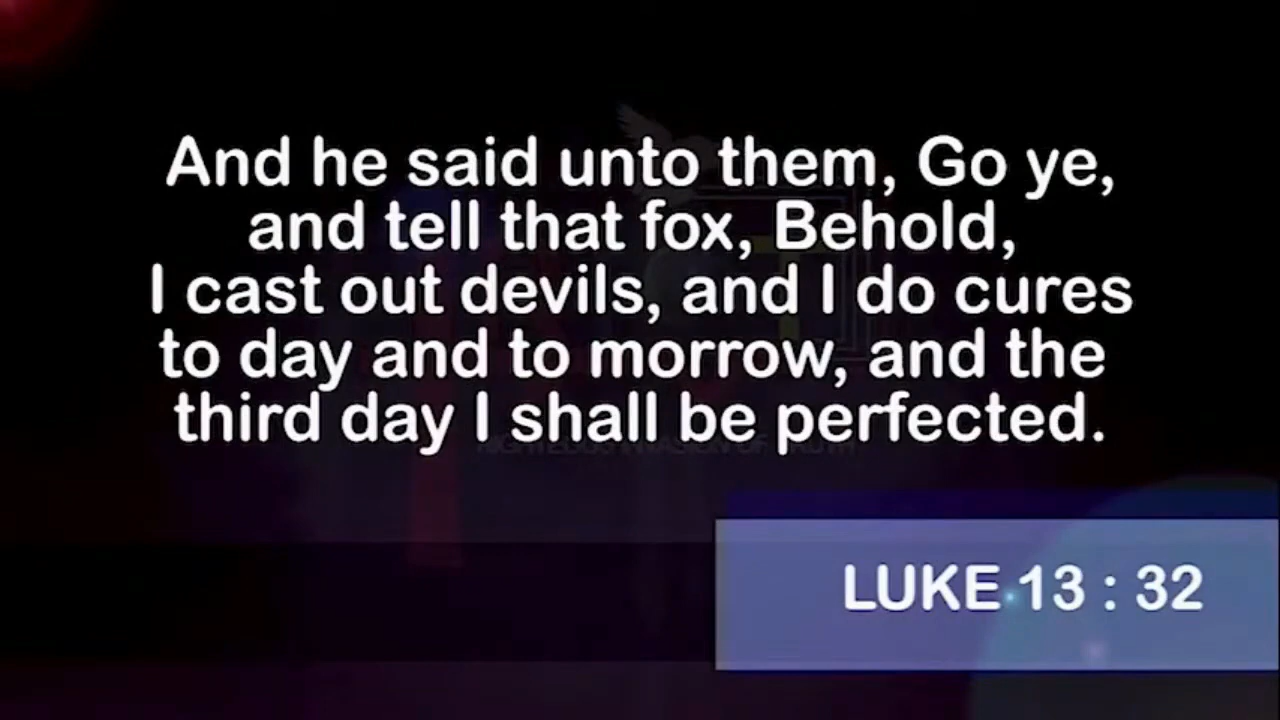 And he said unto them, Go ye,
and tell that fox, Behold,
I cast out devils, and I do cures
to day and to morrow, and the
third day I shall be perfected.
LUKE 13 : 32